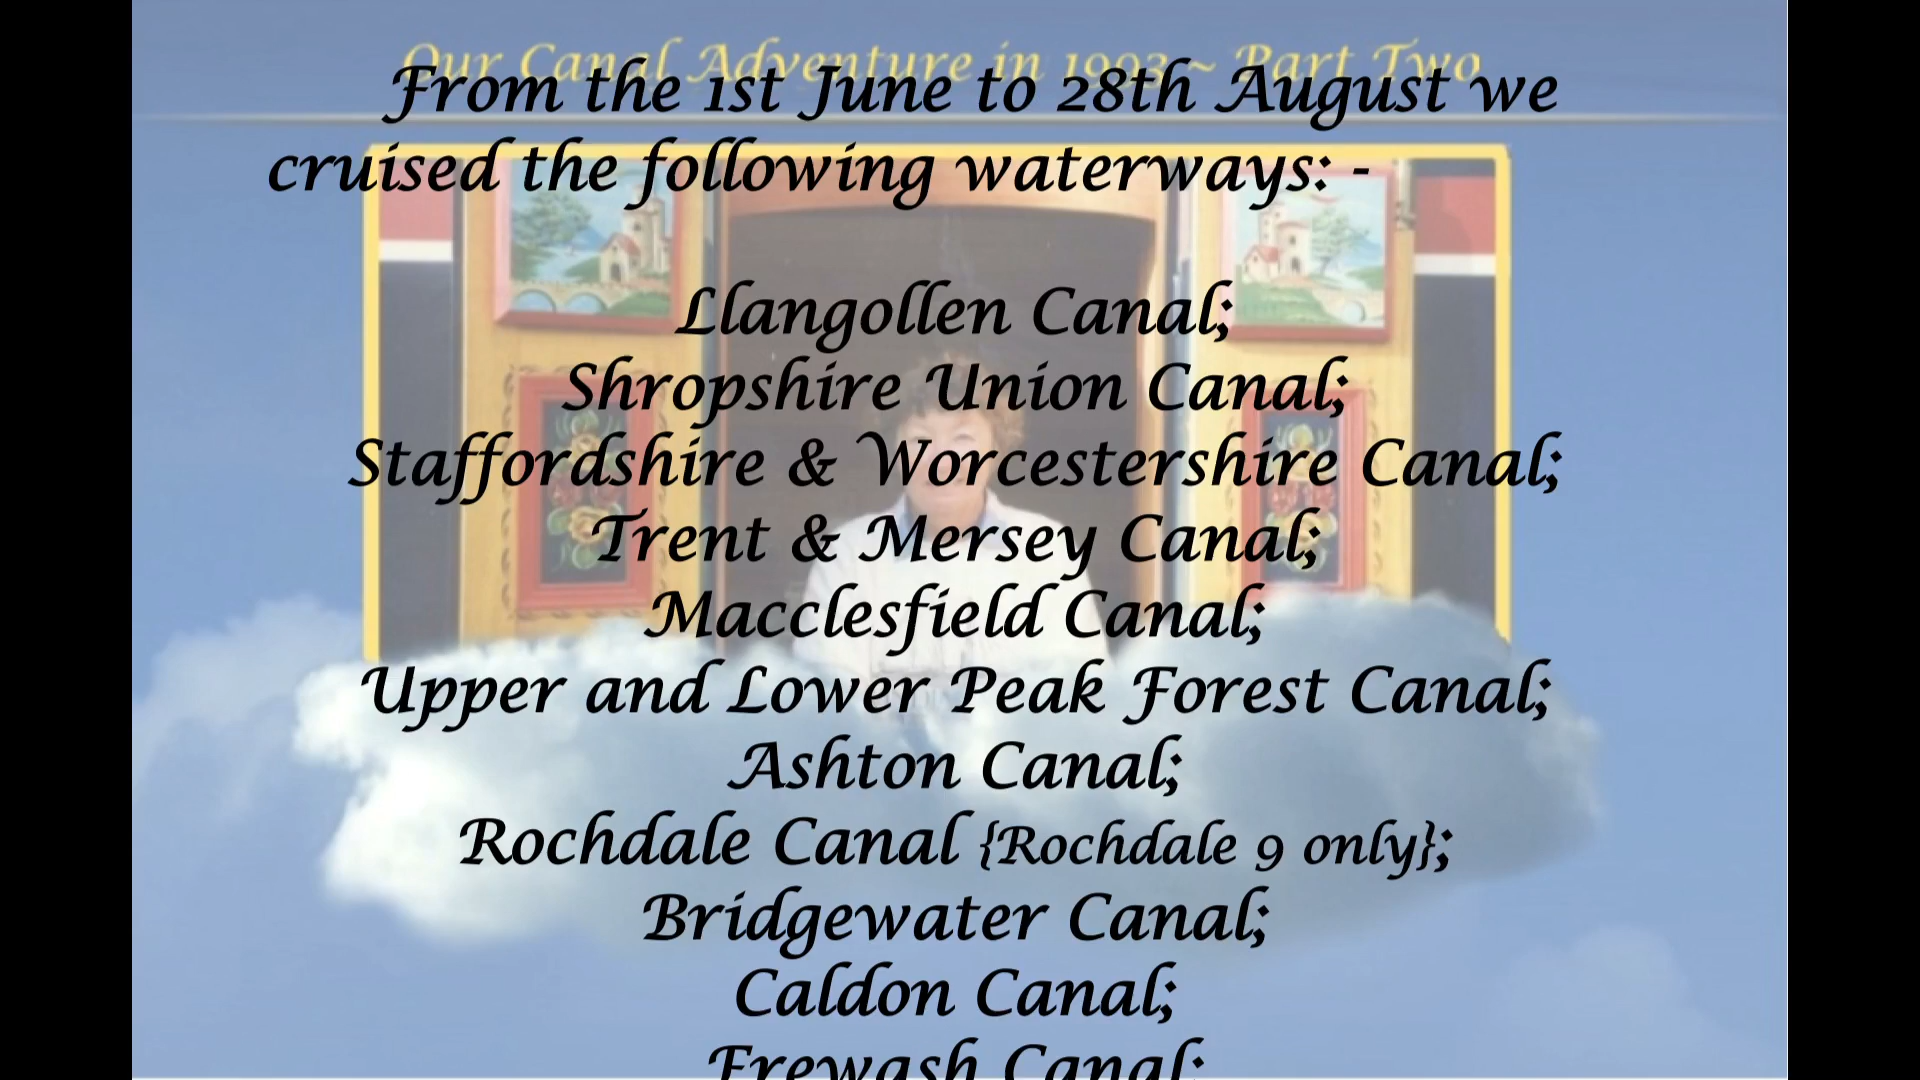 Our Canal Adventure in 1993 ~ Part Two
From the 1st June to 28th August we
cruised the following waterways: -
Llangollen Canal;
Shropshire Union Canal;
Staffordshire & Worcestershire Canal;
Trent & Mersey Canal;
Macclesfield Canal;
Upper and Lower Peak Forest Canal;
Ashton Canal;
Rochdale Canal {Rochdale 9 only};
Bridgewater Canal;
Caldon Canal;
Erewash Canal;